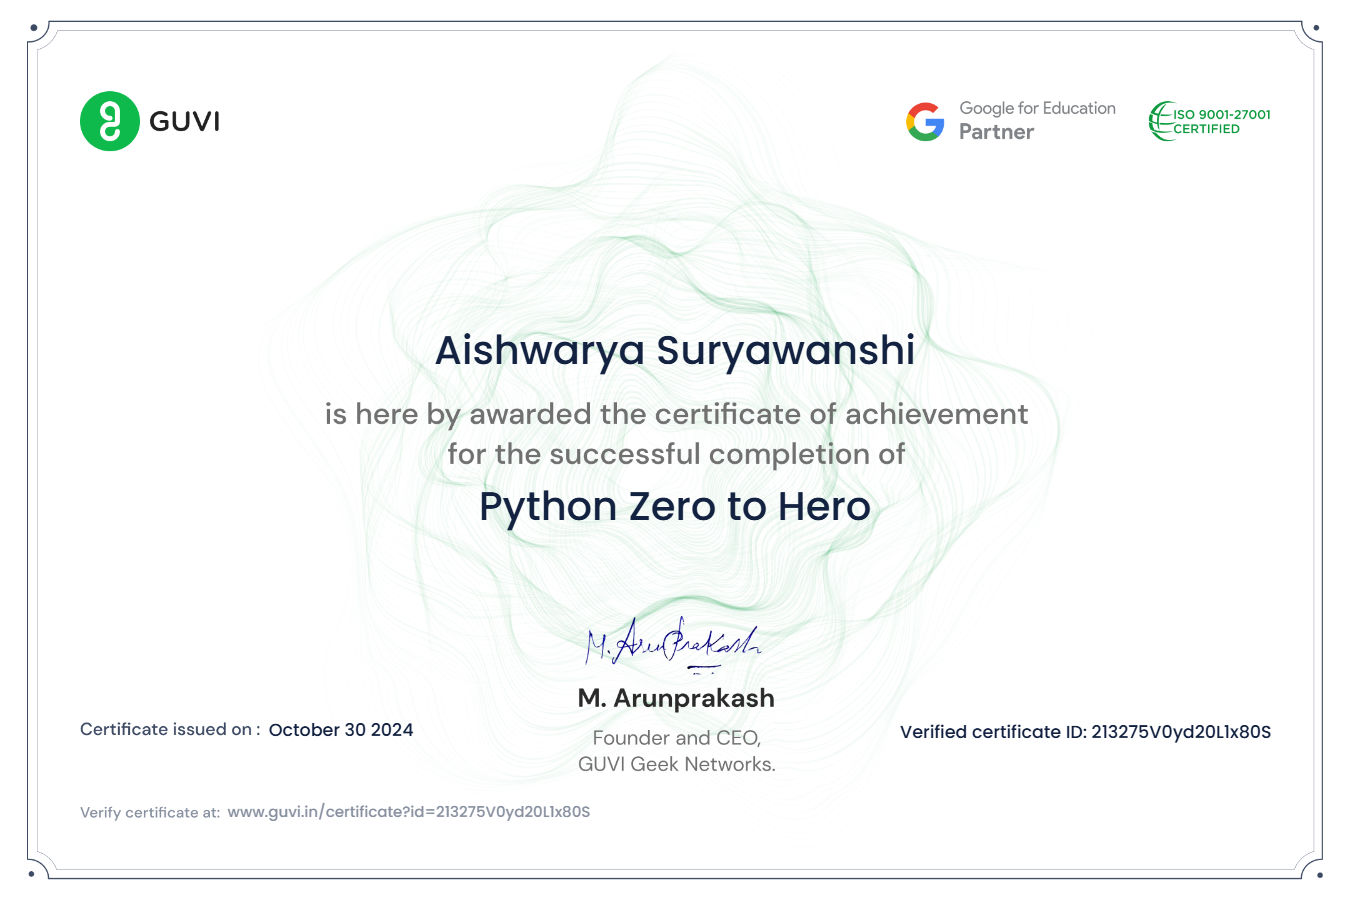 GUVI
Google for Education
Partner
ISO 9001-27001
CERTIFIED
Aishwarya Suryawanshi
is here by awarded the certificate of achievement
for the successful completion of
Python Zero to Hero
M. Arunprakash
M. Arunprakash
Founder and CEO,
GUVI Geek Networks.
Certificate issued on : October 30 2024
Verified certificate ID: 213275V0yd20L1x80S
Verify certificate at: www.guvi.in/certificate?id=213275V0yd20L1x80S